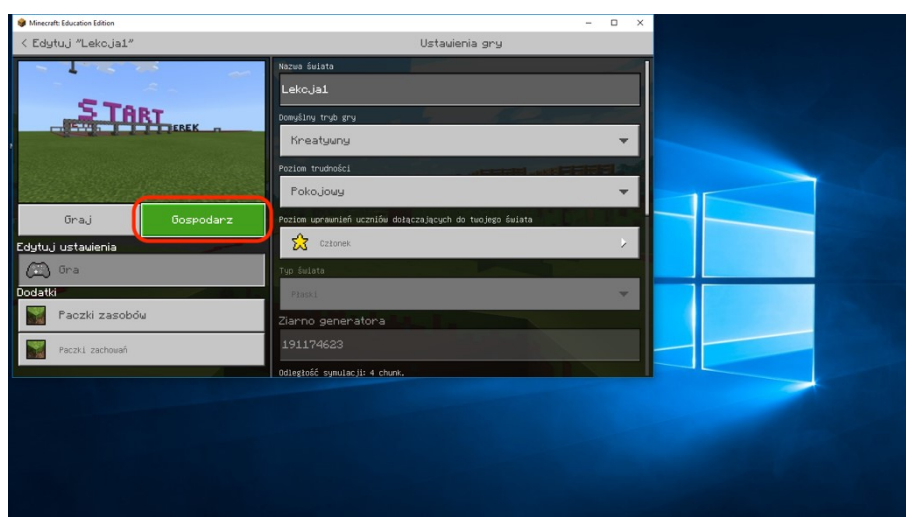 Minecraft: Education Edition
< Edytuj "Lekcja1"
Ustawienia gry
START
EREK
Graj
Gospodarz
Edytuj ustawienia
Gra
Dodatki
Paczki zasobów
Paczki zachowań
Nazwa świata
Lekcja1
Domyślny tryb gry
Kreatywny
Poziom trudności
Pokojowy
Poziom uprawnień uczniów dołączających do twojego świata
Członek
Typ świata
Płaski
Ziarno generatora
191174623
Odległość symulacji: 4 chunk.